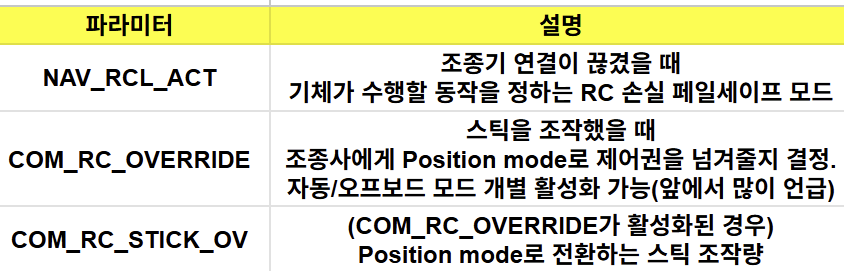 파라미터
설명
NAV_RCL_ACT
조종기 연결이 끊겼을 때
기체가 수행할 동작을 정하는 RC 손실 페일세이프 모드
COM_RC_OVERRIDE
스틱을 조작했을 때
조종사에게 Position mode로 제어권을 넘겨줄지 결정.
자동/오프보드 모드 개별 활성화 가능(앞에서 많이 언급)
COM_RC_STICK_OV
(COM_RC_OVERRIDE가 활성화된 경우)
Position mode로 전환하는 스틱 조작량